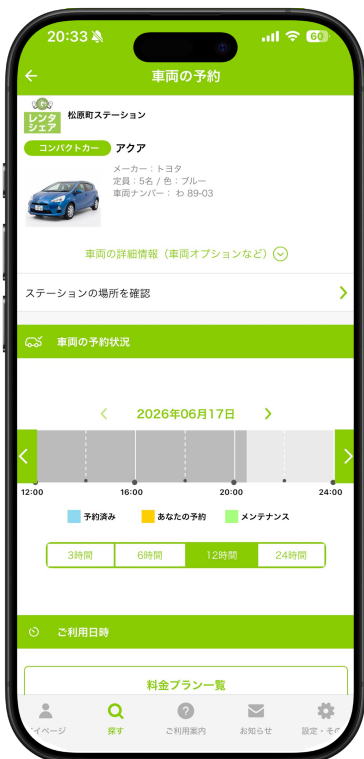 20:33
60
車両の予約
レンタ
シェア
松原町ステーション
コンパクトカー
アクア
メーカー：トヨタ
定員：5名 / 色：ブルー
車両ナンバー： わ 89-03
車両の詳細情報（車両オプションなど）
ステーションの場所を確認
車両の予約状況
2026年06月17日
12:00 16:00 20:00 24:00
予約済み あなたの予約 メンテナンス
3時間 6時間 12時間 24時間
ご利用日時
料金プラン一覧
イページ 探す ご利用案内 お知らせ 設定・その